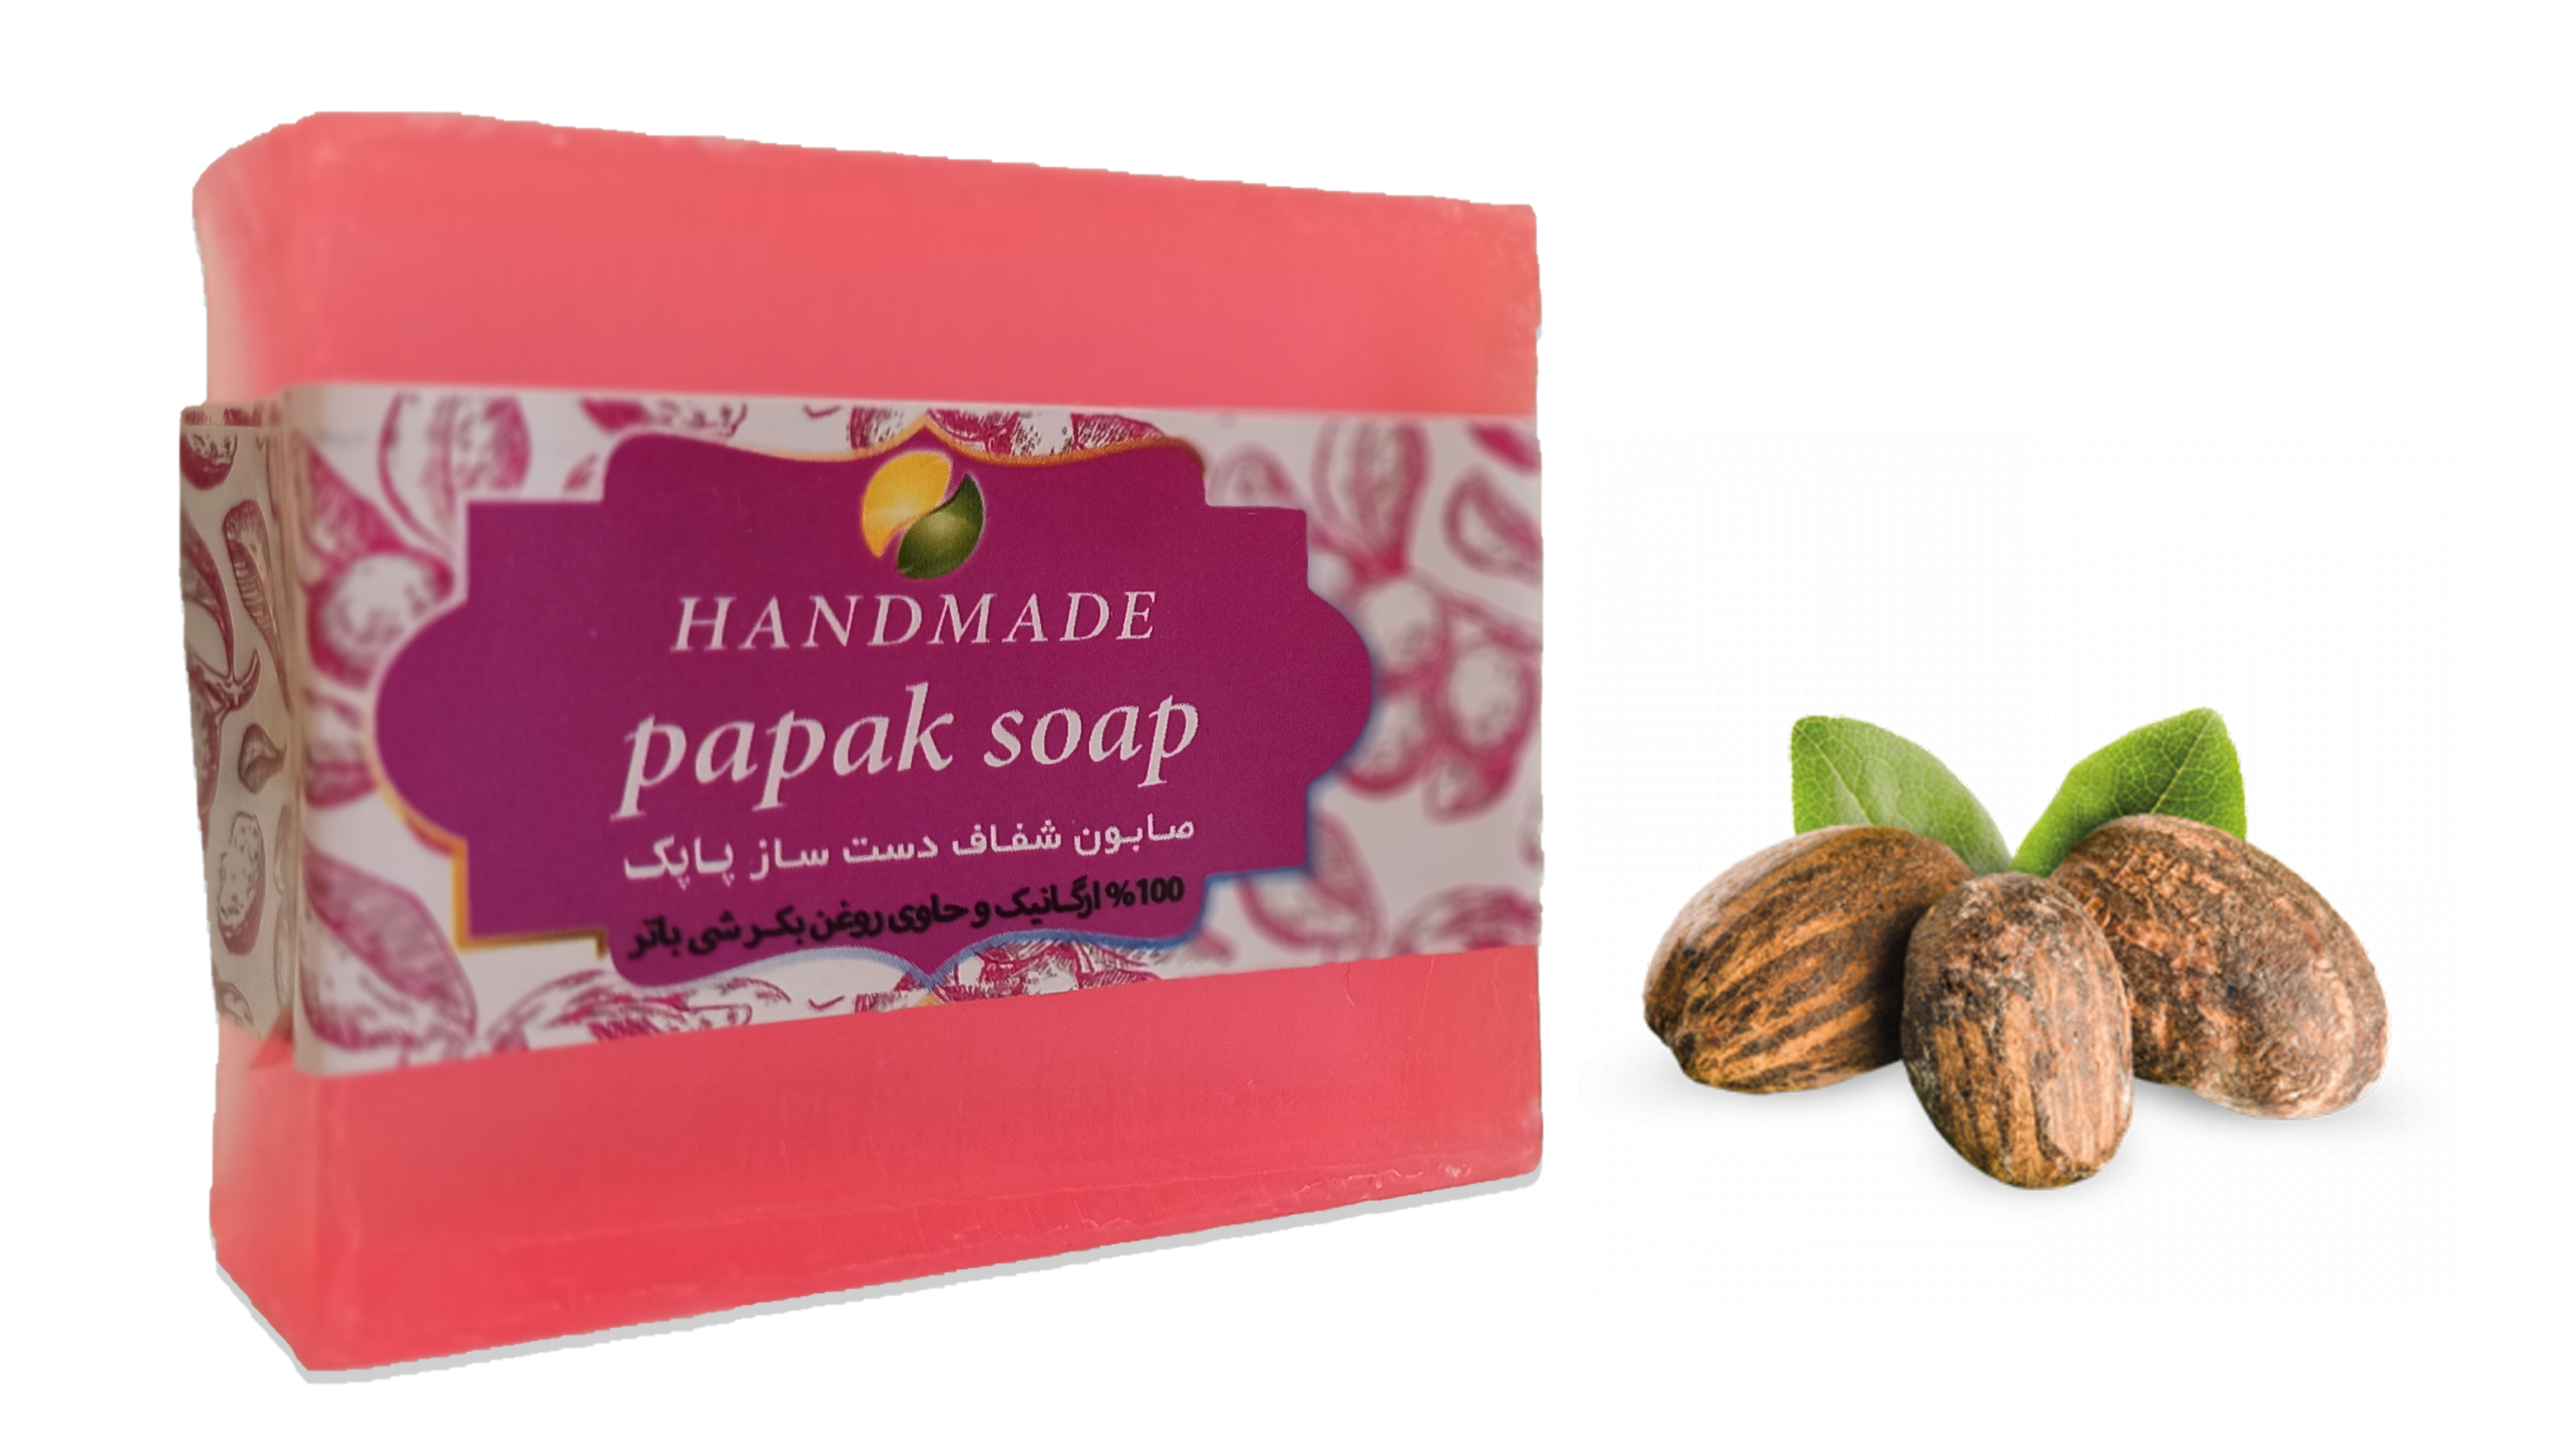 HANDMADE
papak soap
صابون شفاف دست ساز پاپک
100% ارگانیک و حاوی روغن بکر شی باتر